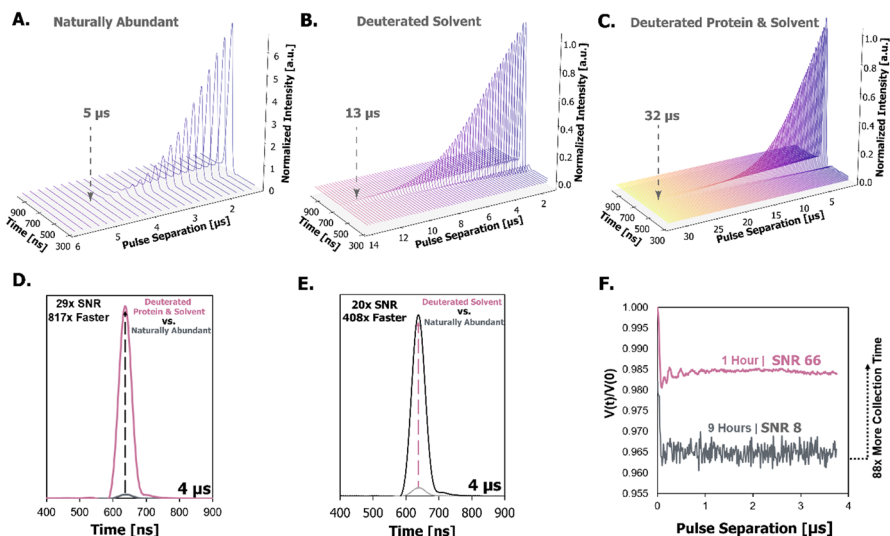 A.
Naturally Abundant
5 µs
6
5
4
3
2
1
0
Normalized Intensity [a.u.]
900
700
500
300
Time [ns]
6
5
4
3
2
Pulse Separation [µs]
B.
Deuterated Solvent
13 µs
1.0
0.8
0.6
0.4
0.2
0.0
Normalized Intensity [a.u.]
900
700
500
300
Time [ns]
14
12
10
8
6
4
2
Pulse Separation [µs]
C.
Deuterated Protein & Solvent
32 µs
1.0
0.8
0.6
0.4
0.2
0.0
Normalized Intensity [a.u.]
900
700
500
300
Time [ns]
30
25
20
15
10
5
Pulse Separation [µs]
D.
29x SNR
817x Faster
Deuterated
Protein & Solvent
vs.
Naturally Abundant
4 µs
400
500
600
700
800
900
Time [ns]
E.
20x SNR
408x Faster
Deuterated Solvent
vs.
Naturally Abundant
4 µs
400
500
600
700
800
900
Time [ns]
F.
V(t)/V(0)
1.000
0.995
0.990
0.985
0.980
0.975
0.970
0.965
0.960
0.955
1 Hour | SNR 66
9 Hours | SNR 8
0
1
2
3
4
Pulse Separation [µs]
88x More Collection Time